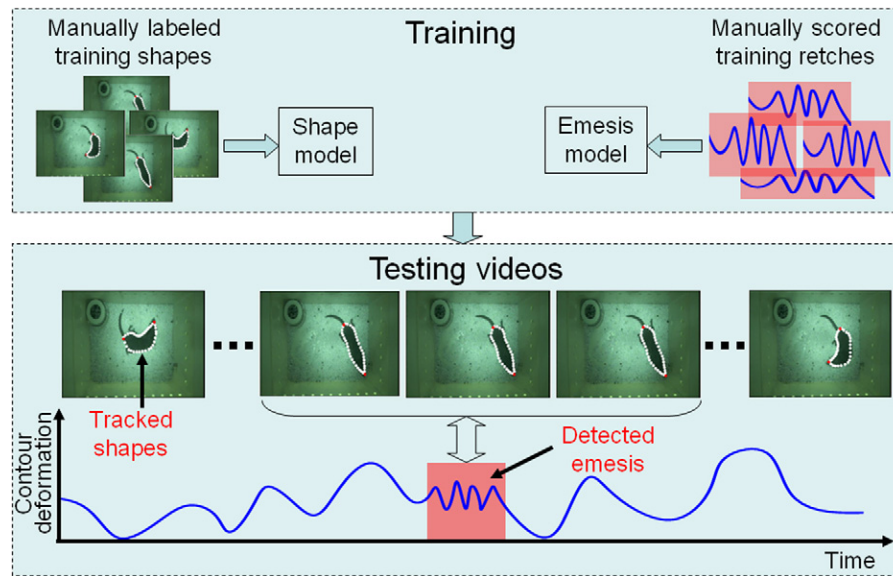 Training
Manually labeled
training shapes
Shape
model
Emesis
model
Manually scored
training retches
Testing videos
Tracked
shapes
Detected
emesis
Contour
deformation
Time